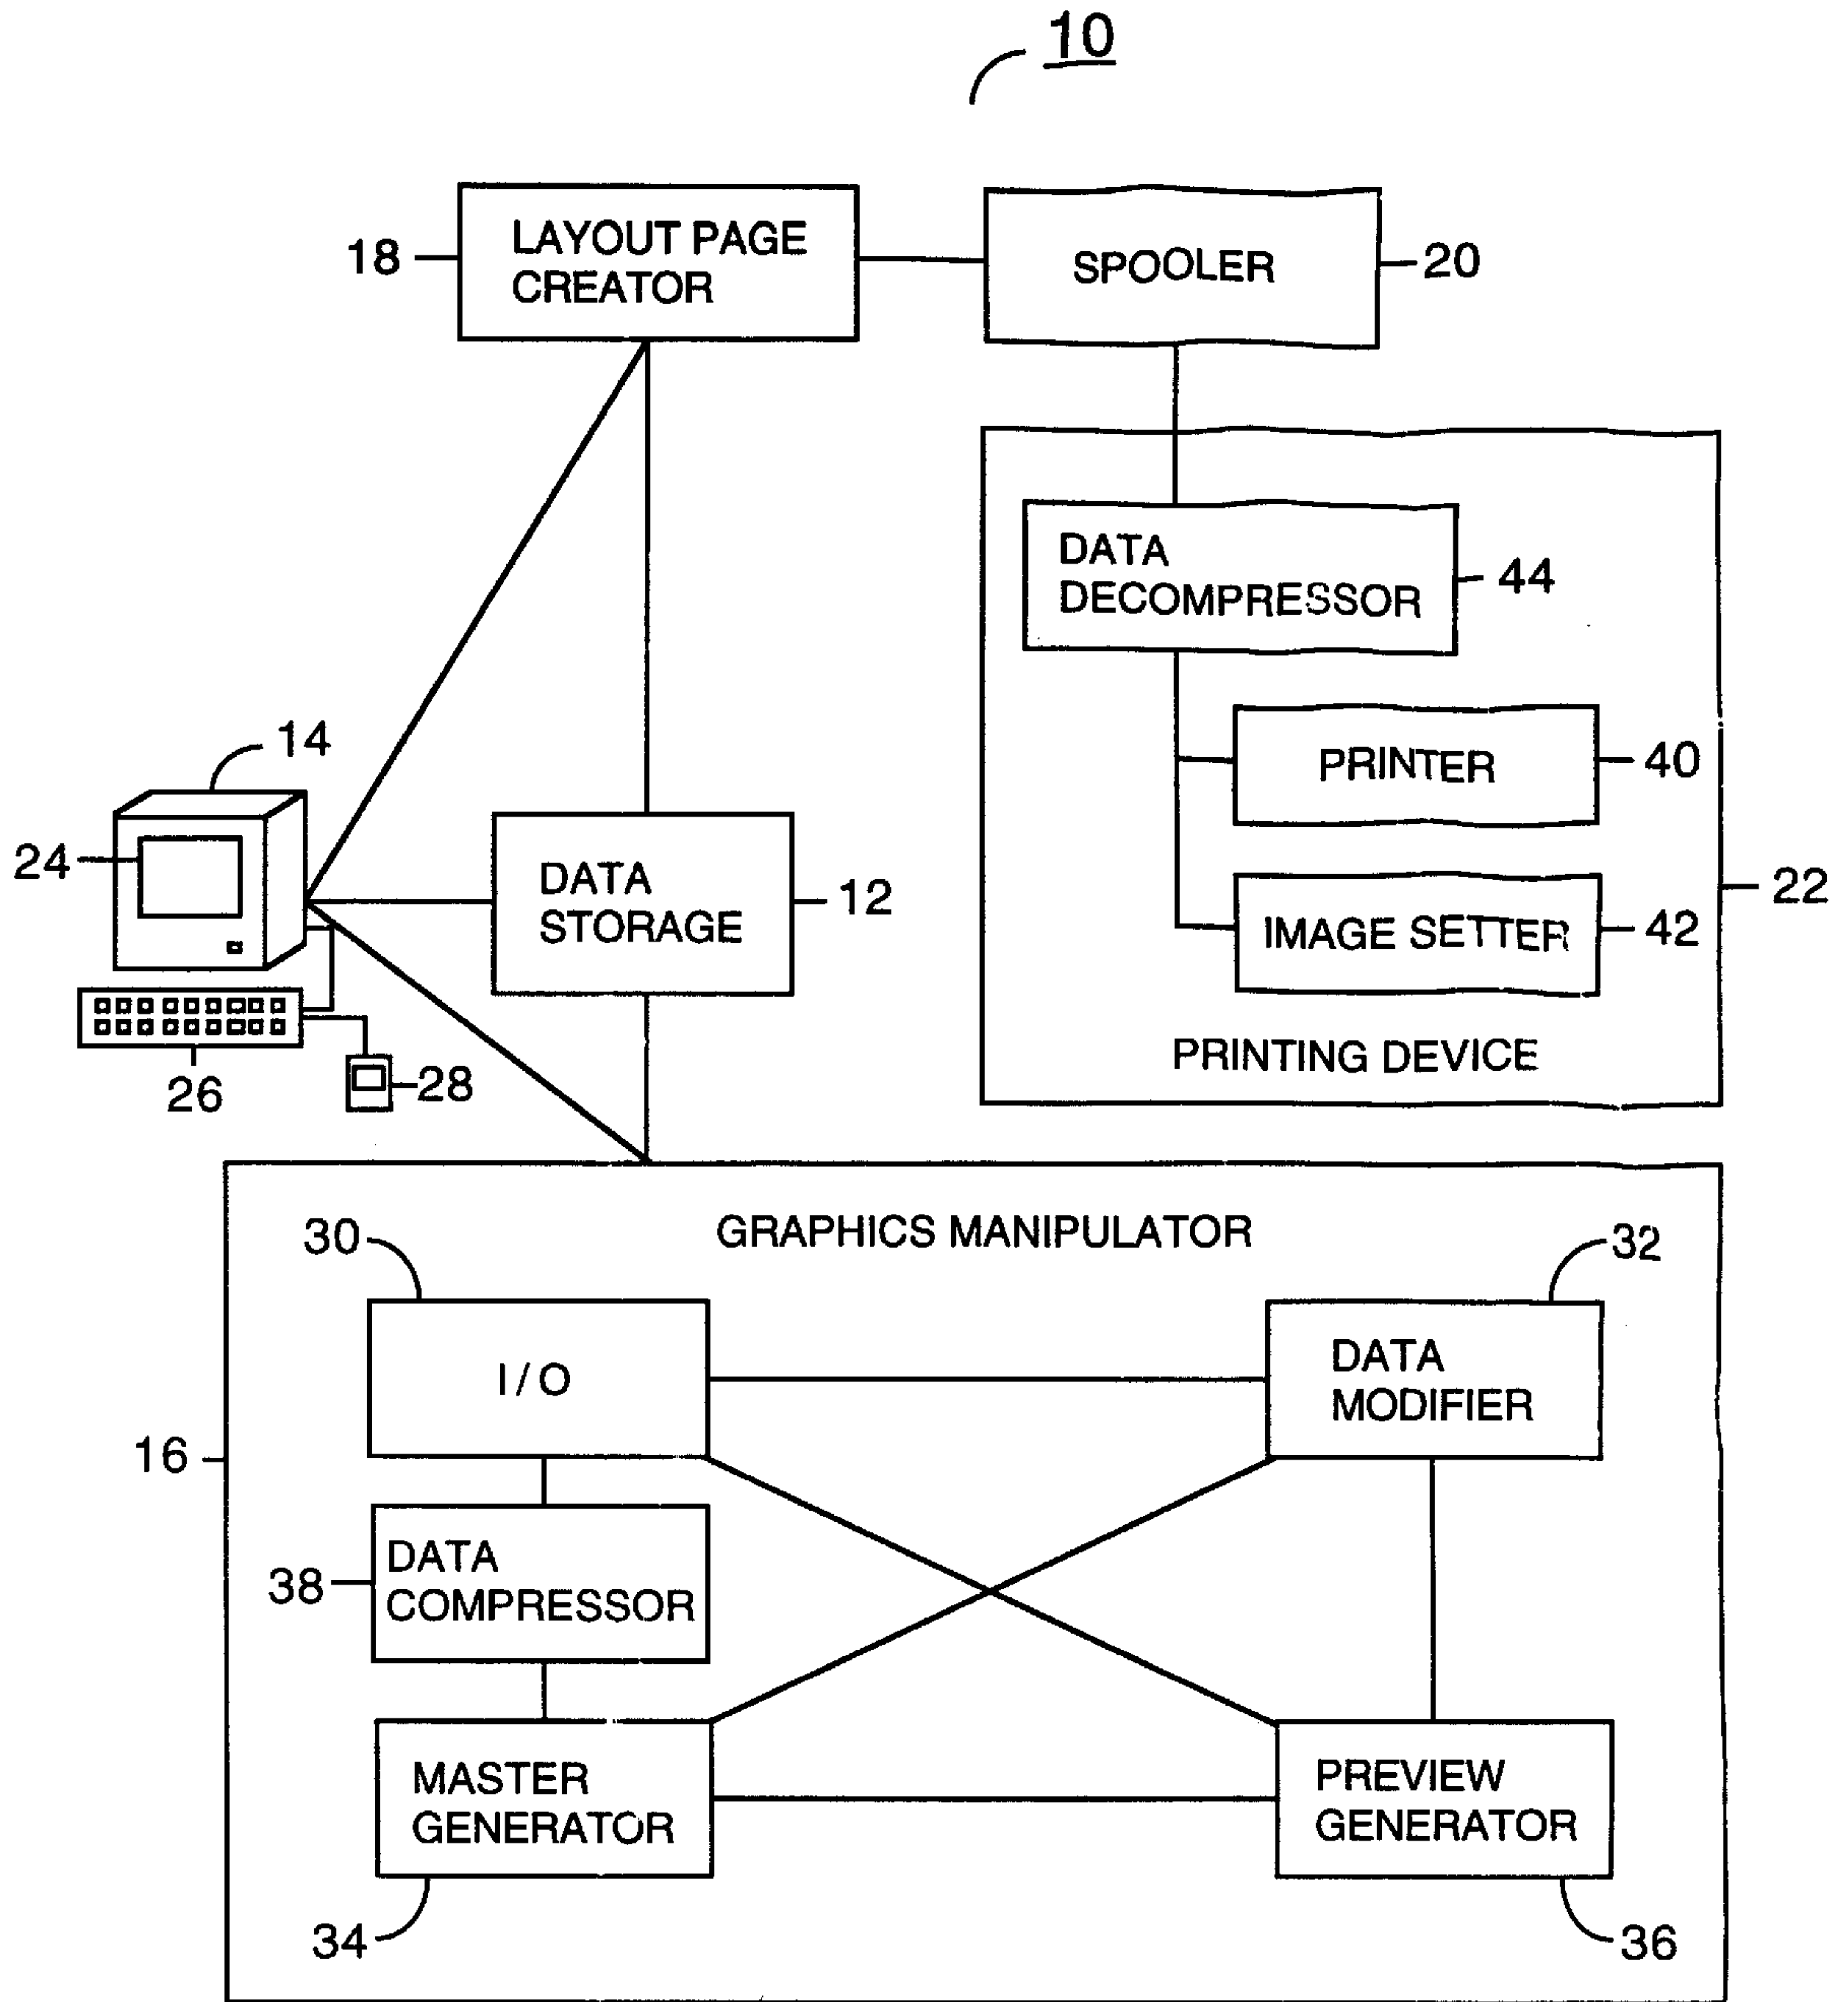 10
LAYOUT PAGE
CREATOR
18
SPOOLER
20
DATA
DECOMPRESSOR
44
PRINTER
40
IMAGE SETTER
42
PRINTING DEVICE
22
14
24
DATA
STORAGE
12
26
28
GRAPHICS MANIPULATOR
16
30
I/O
32
DATA
MODIFIER
38
DATA
COMPRESSOR
MASTER
GENERATOR
34
PREVIEW
GENERATOR
36